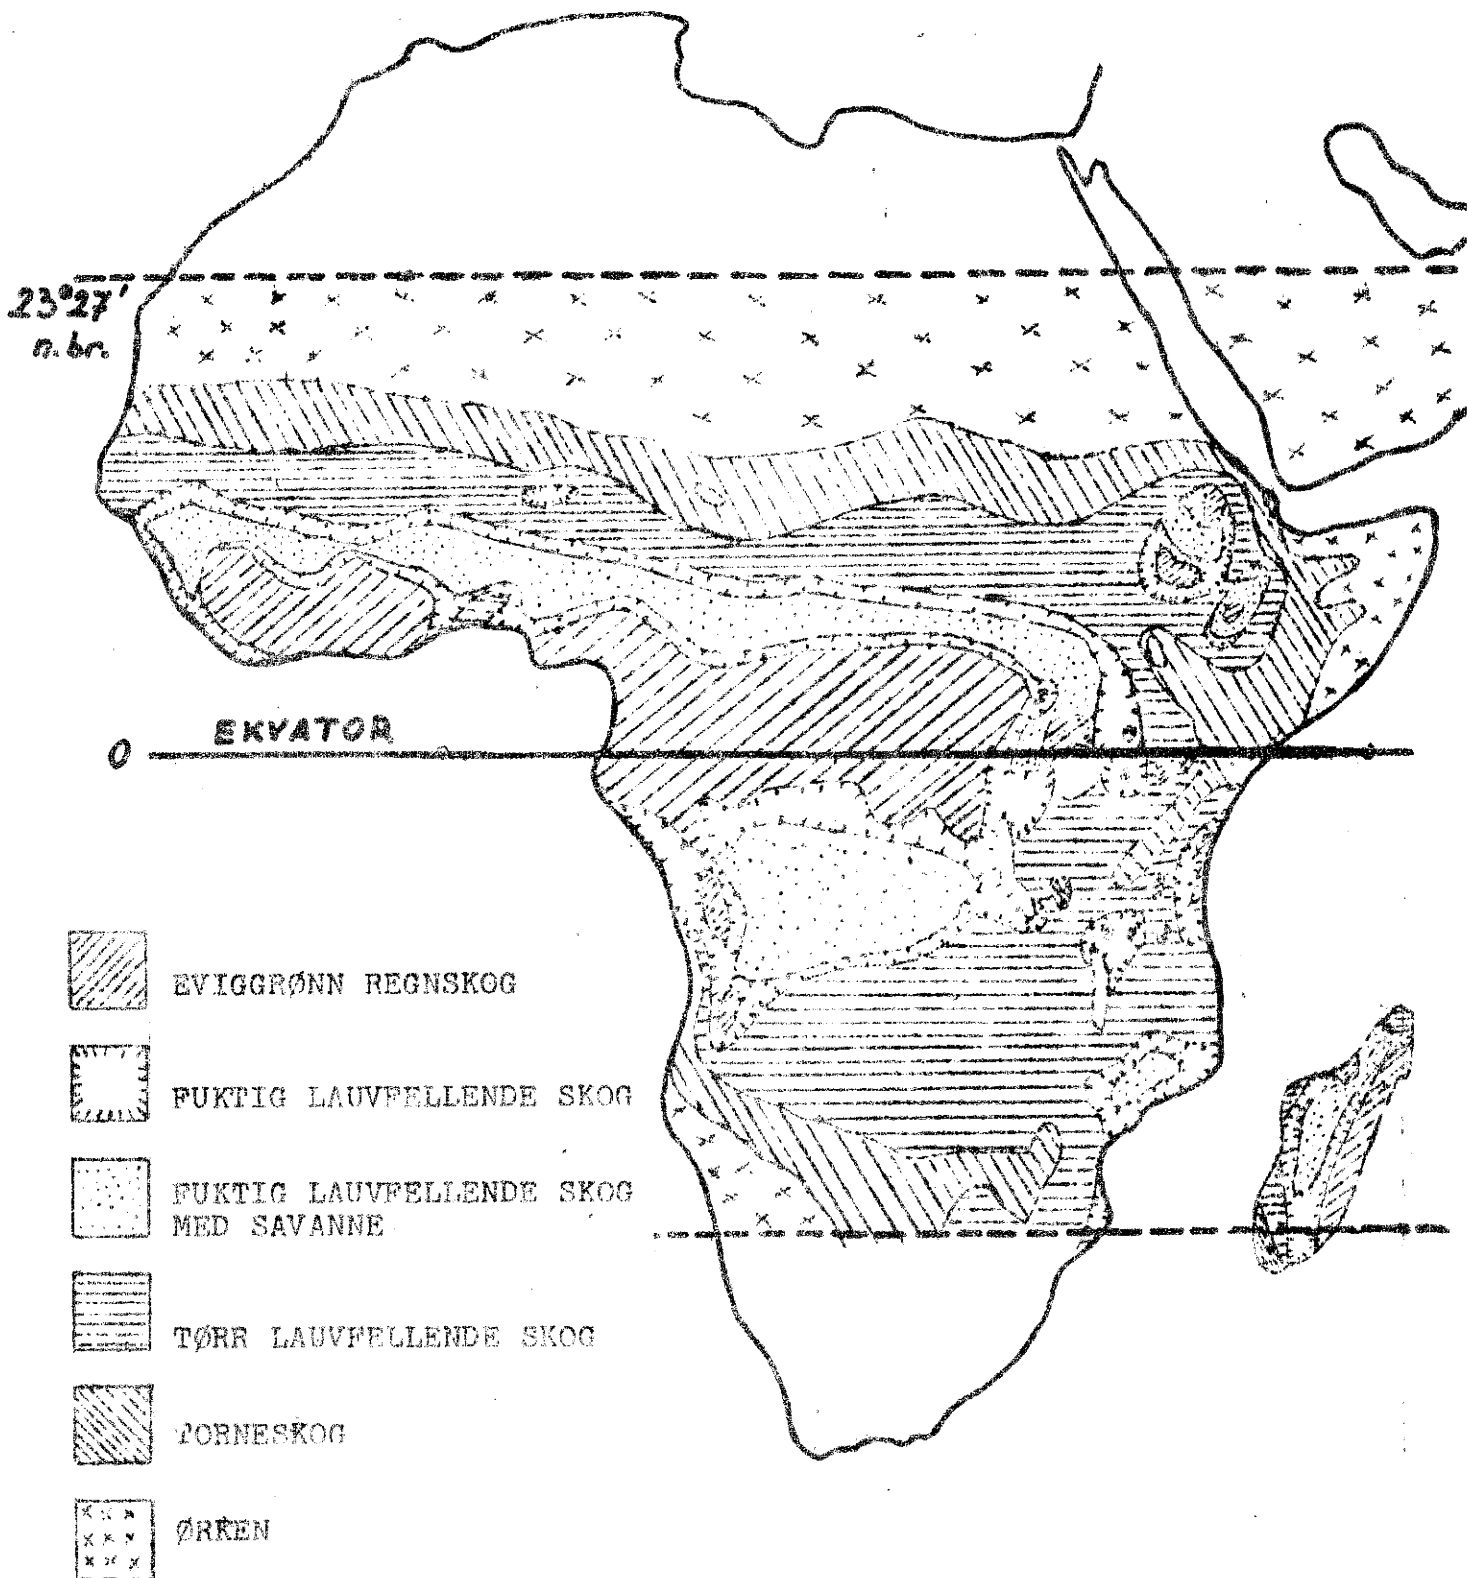 23°27'
n.br.
0 EKVATOR
EVIGGRØNN REGNSKOG
FUKTIG LAUVFELLENDE SKOG
FUKTIG LAUVFELLENDE SKOG
MED SAVANNE
TØRR LAUVFELLENDE SKOG
TORNESKOG
ØRKEN